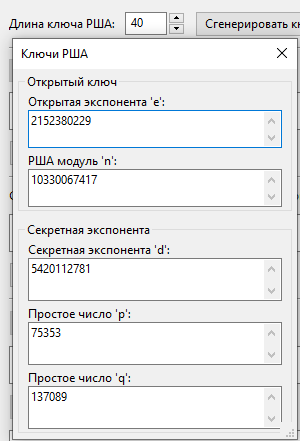 Длина ключа РША: 40 Сгенерировать
Ключи РША
Открытый ключ
Открытая экспонента 'e':
2152380229
РША модуль 'n':
10330067417
Секретная экспонента
Секретная экспонента 'd':
5420112781
Простое число 'p':
75353
Простое число 'q':
137089